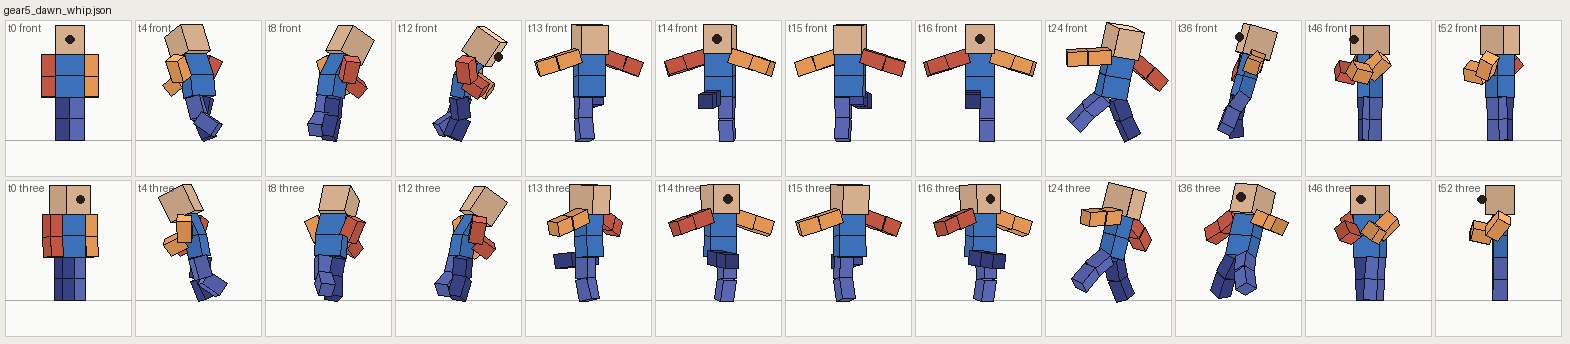 gear5_dawn_whip.json
t0 front t4 front t8 front t12 front t13 front t14 front t15 front t16 front t24 front t36 front t46 front t52 front
t0 three t4 three t8 three t12 three t13 three t14 three t15 three t16 three t24 three t36 three t46 three t52 three